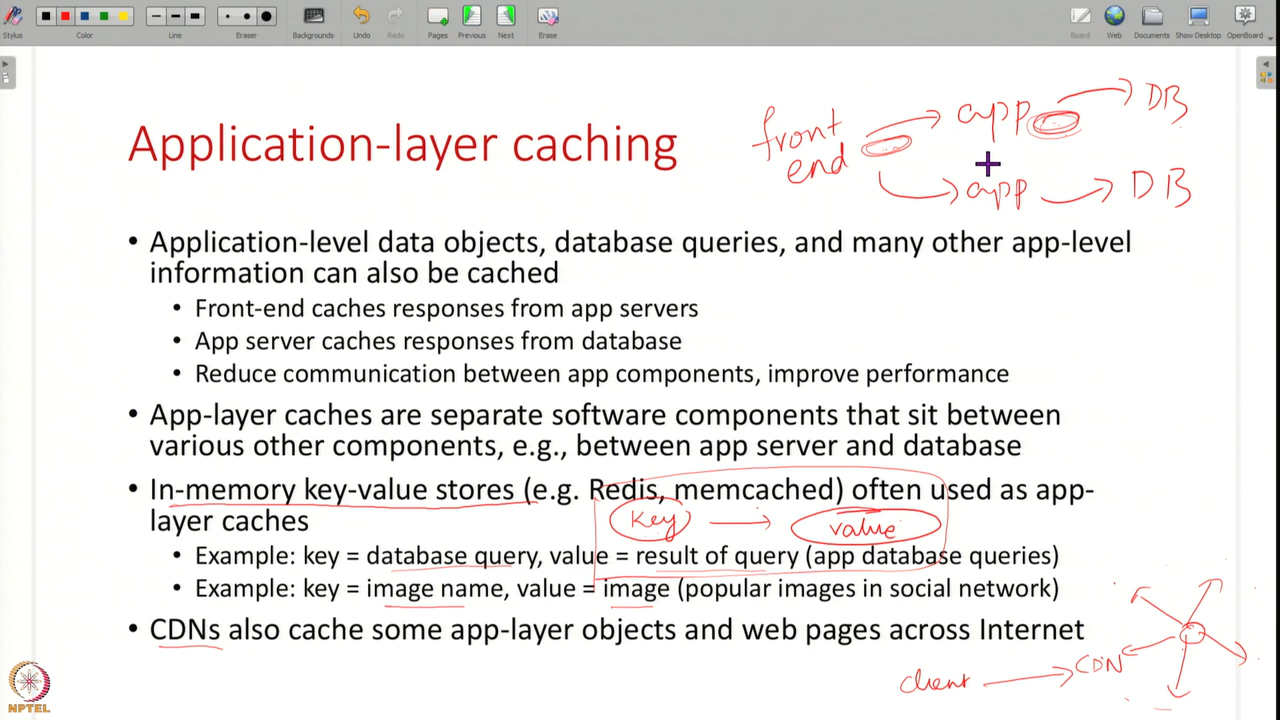 Stylus
Color
Line
Eraser
Backgrounds
Undo
Redo
Pages
Previous
Next
Erase
Board
Web
Documents
Show Desktop
OpenBoard
Application-layer caching
front
end
app
DB
app
DB
• Application-level data objects, database queries, and many other app-level
information can also be cached
• Front-end caches responses from app servers
• App server caches responses from database
• Reduce communication between app components, improve performance
• App-layer caches are separate software components that sit between
various other components, e.g., between app server and database
• In-memory key-value stores (e.g. Redis, memcached) often used as app-
layer caches
key
value
• Example: key = database query, value = result of query (app database queries)
• Example: key = image name, value = image (popular images in social network)
• CDNs also cache some app-layer objects and web pages across Internet
client
CDN
NPTEL